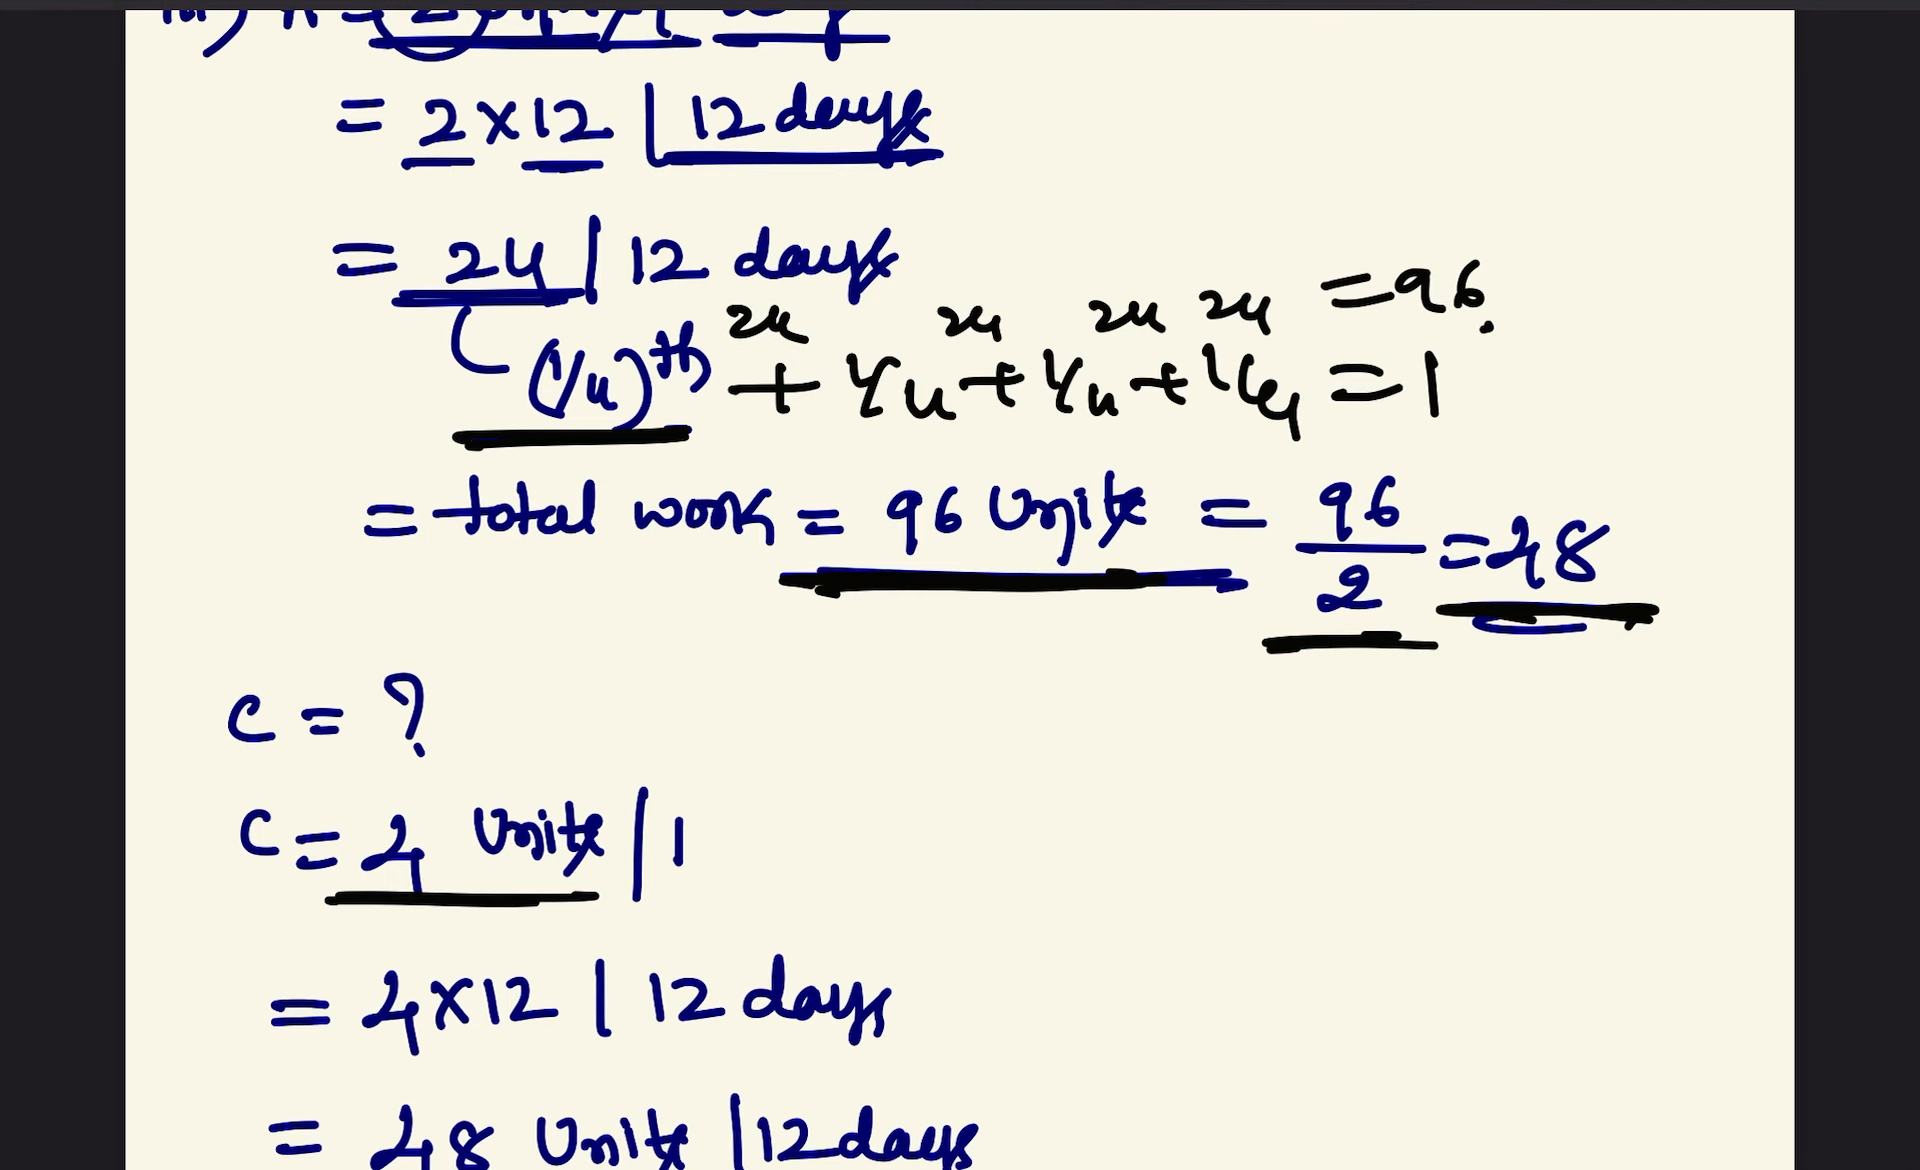 = 2 × 12 | 12 days
= 24 | 12 days
24 24 24 24 = 96.
(1/4)th + 1/4 + 1/4 + 1/4 = 1
= total work = 96 Units = 96/2 = 48
C = ?
C = 4 Units | 1
= 4×12 | 12 days
= 48 Units | 12 days